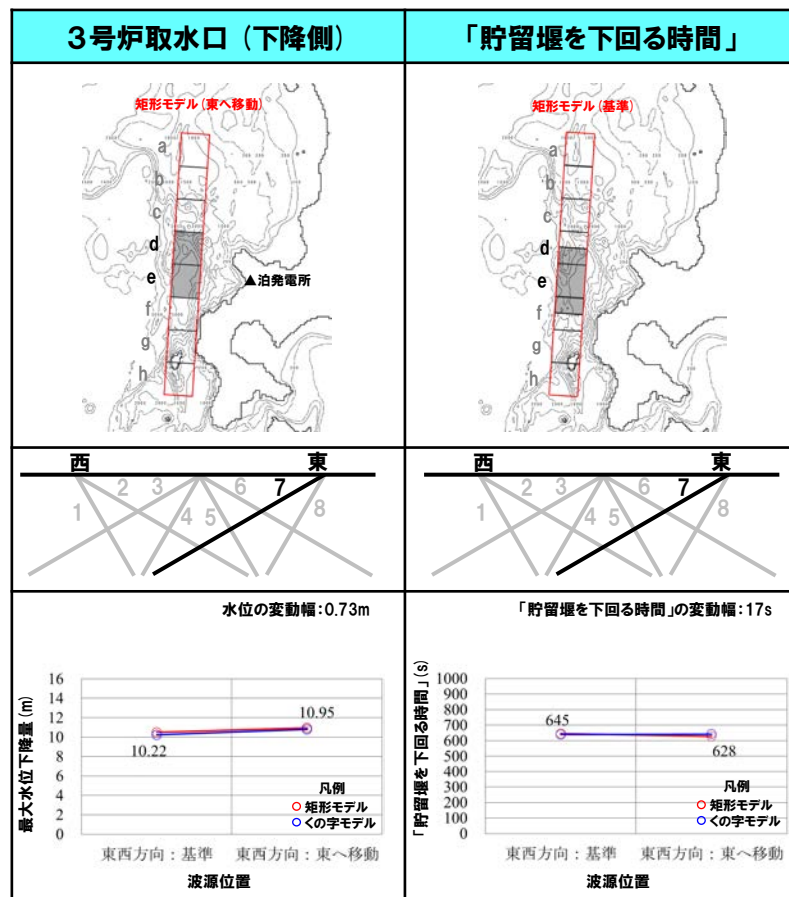 3号炉取水口（下降側）
「貯留堰を下回る時間」
矩形モデル(東へ移動)
a
b
c
d
e
f
g
h
▲泊発電所
矩形モデル(基準)
a
b
c
d
e
f
g
h
西
東
1
2
3
4
5
6
7
8
西
東
1
2
3
4
5
6
7
8
水位の変動幅：0.73m
最大水位下降量(m)
16
14
12
10
8
6
4
2
0
10.22
10.95
凡例
矩形モデル
くの字モデル
東西方向：基準
東西方向：東へ移動
波源位置
「貯留堰を下回る時間」の変動幅：17s
「貯留堰を下回る時間」(s)
1000
900
800
700
600
500
400
300
200
100
0
645
628
凡例
矩形モデル
くの字モデル
東西方向：基準
東西方向：東へ移動
波源位置